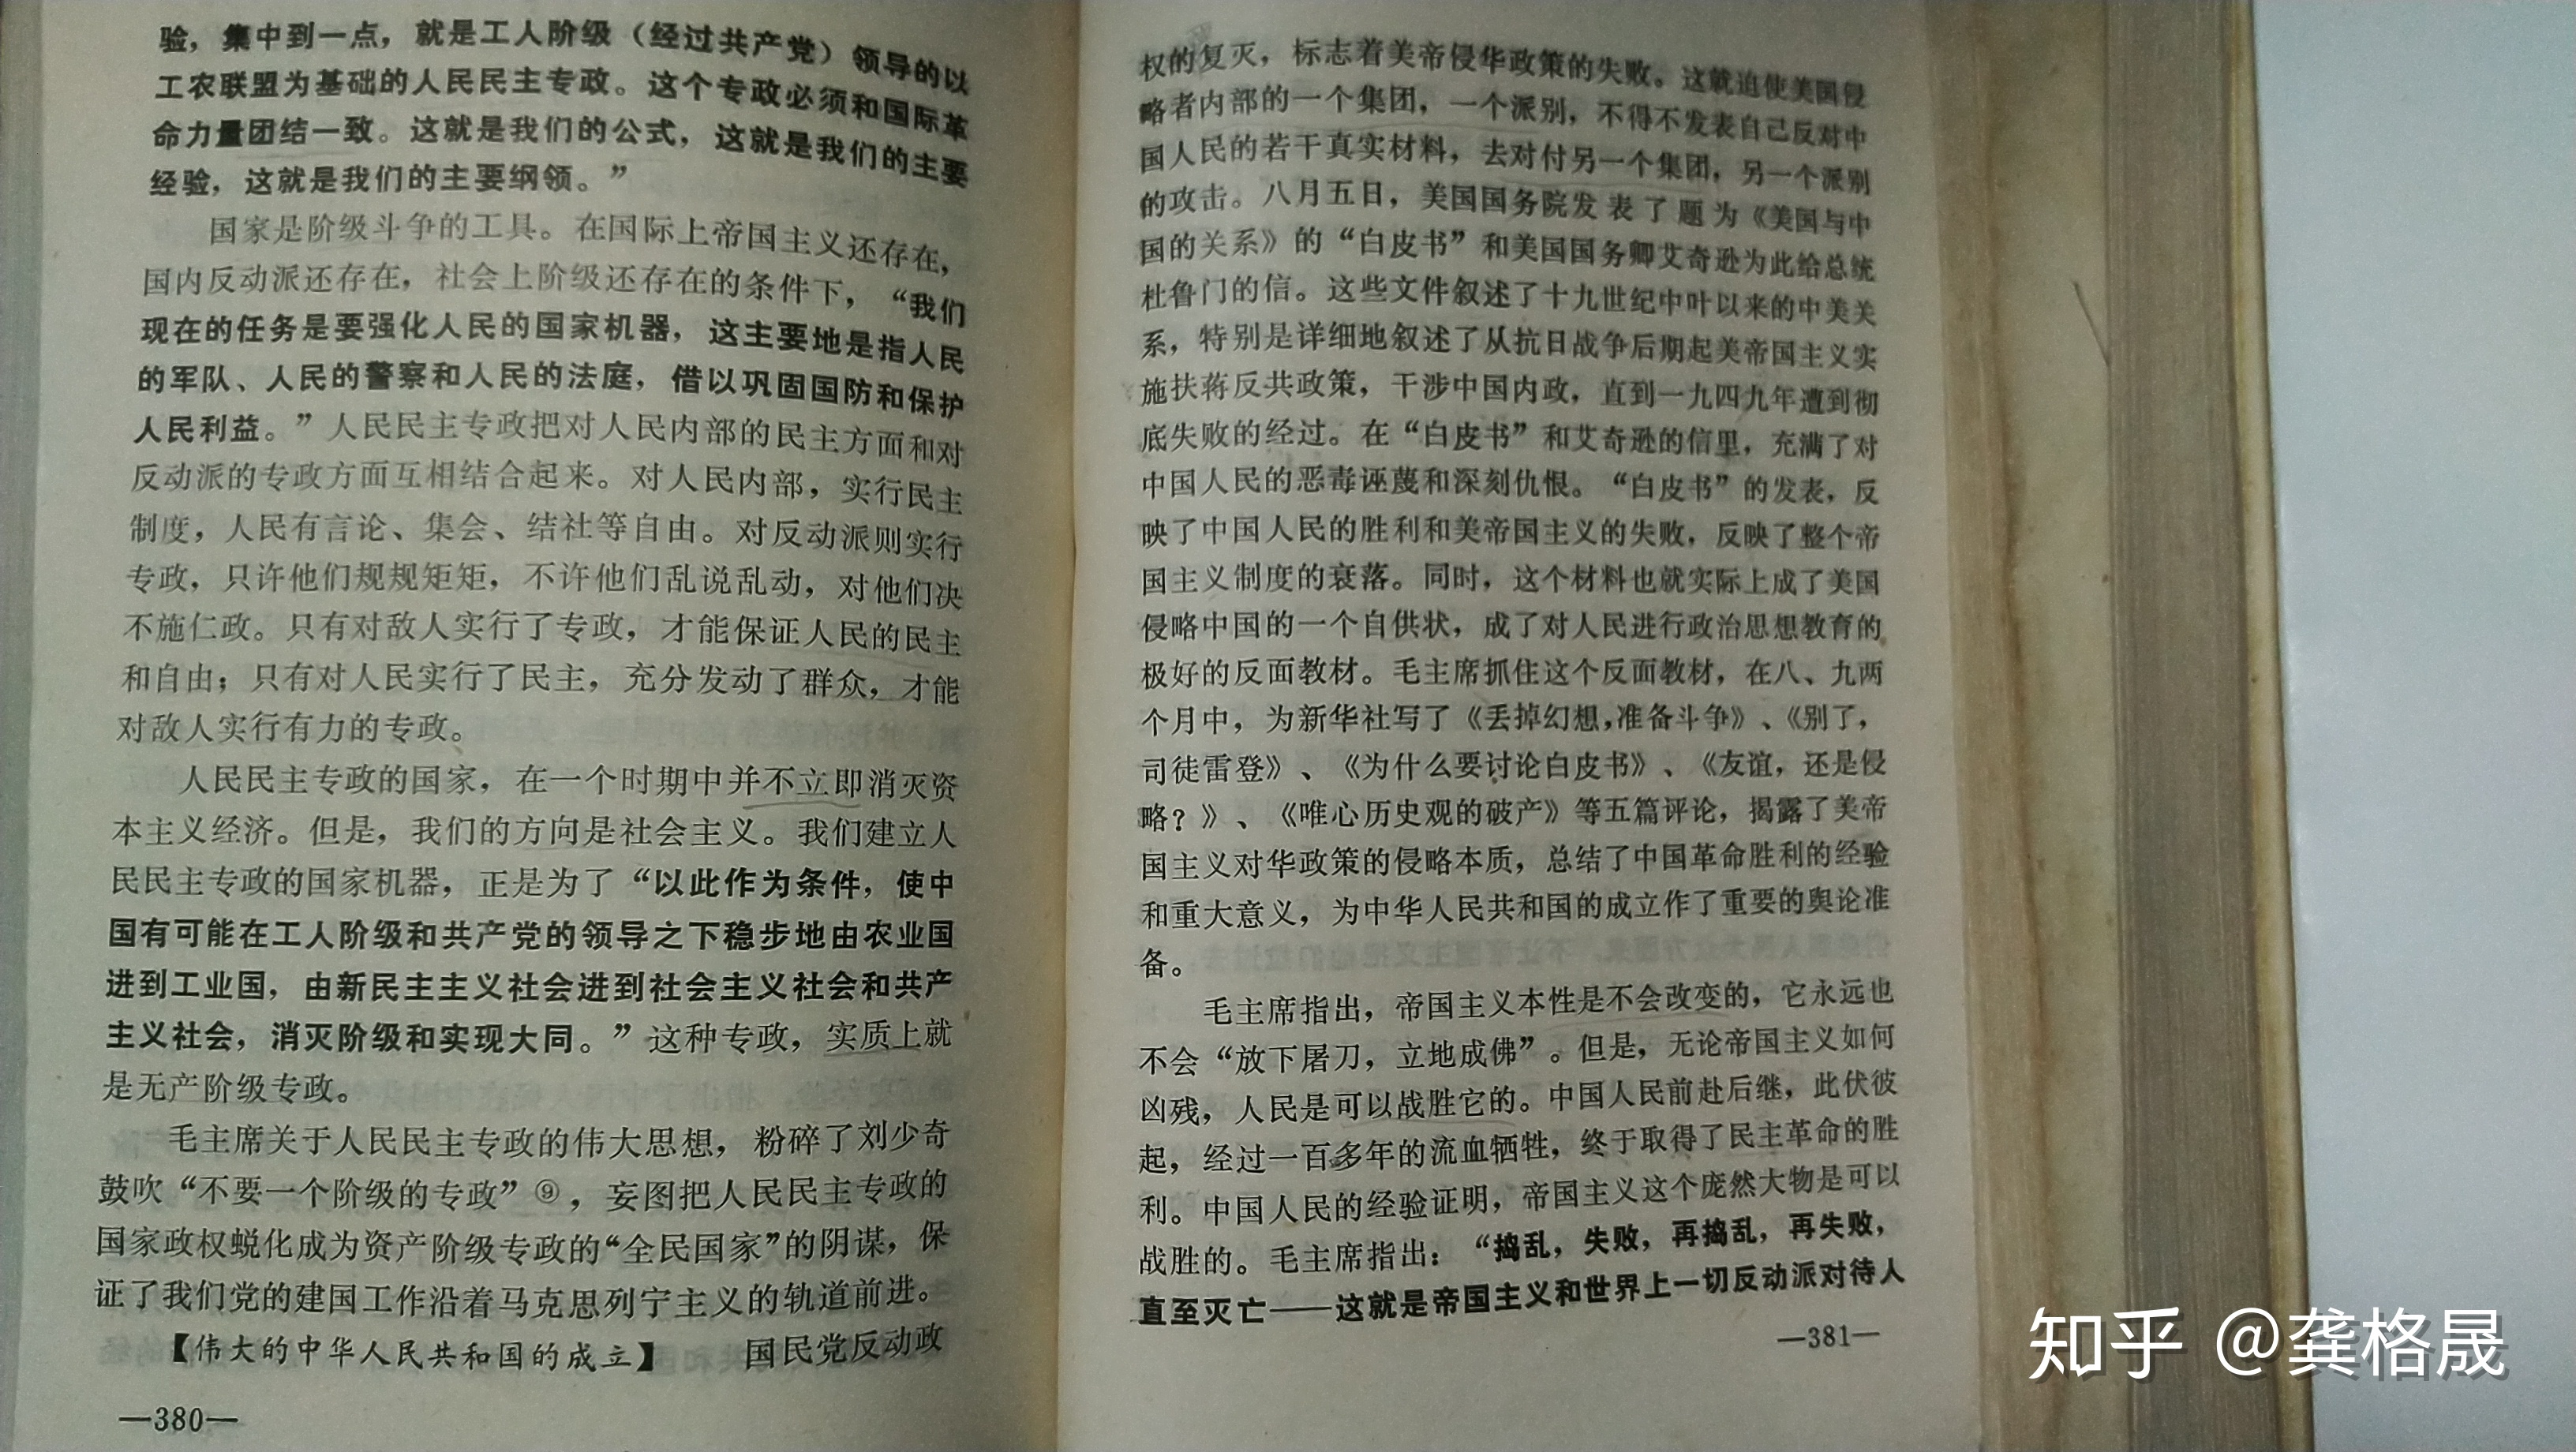 验，集中到一点，就是工人阶级（经过共产党）领导的以
工农联盟为基础的人民民主专政。这个专政必须和国际革
命力量团结一致。这就是我们的公式，这就是我们的主要
经验，这就是我们的主要纲领。”
国家是阶级斗争的工具。在国际上帝国主义还存在，
国内反动派还存在，社会上阶级还存在的条件下，“我们
现在的任务是要强化人民的国家机器，这主要地是指人民
的军队、人民的警察和人民的法庭，借以巩固国防和保护
人民利益。”人民民主专政把对人民内部的民主方面和对
反动派的专政方面互相结合起来。对人民内部，实行民主
制度，人民有言论、集会、结社等自由。对反动派则实行
专政，只许他们规规矩矩，不许他们乱说乱动，对他们决
不施仁政。只有对敌人实行了专政，才能保证人民的民主
和自由；只有对人民实行了民主，充分发动了群众，才能
对敌人实行有力的专政。
人民民主专政的国家，在一个时期中并不立即消灭资
本主义经济。但是，我们的方向是社会主义。我们建立人
民民主专政的国家机器，正是为了“以此作为条件，使中
国有可能在工人阶级和共产党的领导之下稳步地由农业国
进到工业国，由新民主主义社会进到社会主义社会和共产
主义社会，消灭阶级和实现大同。”这种专政，实质上就
是无产阶级专政。
毛主席关于人民民主专政的伟大思想，粉碎了刘少奇
鼓吹“不要一个阶级的专政”⑨，妄图把人民民主专政的
国家政权蜕化成为资产阶级专政的“全民国家”的阴谋，保
证了我们党的建国工作沿着马克思列宁主义的轨道前进。
【伟大的中华人民共和国的成立】 国民党反动政
—380—
权的复灭，标志着美帝侵华政策的失败。这就迫使美国侵
略者内部的一个集团，一个派别，不得不发表自己反对中
国人民的若干真实材料，去对付另一个集团，另一个派别
的攻击。八月五日，美国国务院发表了题为《美国与中
国的关系》的“白皮书”和美国国务卿艾奇逊为此给总统
杜鲁门的信。这些文件叙述了十九世纪中叶以来的中美关
系，特别是详细地叙述了从抗日战争后期起美帝国主义实
施扶蒋反共政策，干涉中国内政，直到一九四九年遭到彻
底失败的经过。在“白皮书”和艾奇逊的信里，充满了对
中国人民的恶毒诬蔑和深刻仇恨。“白皮书”的发表，反
映了中国人民的胜利和美帝国主义的失败，反映了整个帝
国主义制度的衰落。同时，这个材料也就实际上成了美国
侵略中国的一个自供状，成了对人民进行政治思想教育的
极好的反面教材。毛主席抓住这个反面教材，在八、九两
个月中，为新华社写了《丢掉幻想，准备斗争》、《别了，
司徒雷登》、《为什么要讨论白皮书》、《友谊，还是侵
略？》、《唯心历史观的破产》等五篇评论，揭露了美帝
国主义对华政策的侵略本质，总结了中国革命胜利的经验
和重大意义，为中华人民共和国的成立作了重要的舆论准
备。
毛主席指出，帝国主义本性是不会改变的，它永远也
不会“放下屠刀，立地成佛”。但是，无论帝国主义如何
凶残，人民是可以战胜它的。中国人民前赴后继，此伏彼
起，经过一百多年的流血牺牲，终于取得了民主革命的胜
利。中国人民的经验证明，帝国主义这个庞然大物是可以
战胜的。毛主席指出：“捣乱，失败，再捣乱，再失败，
直至灭亡——这就是帝国主义和世界上一切反动派对待人
—381—
知乎 @龚格晟